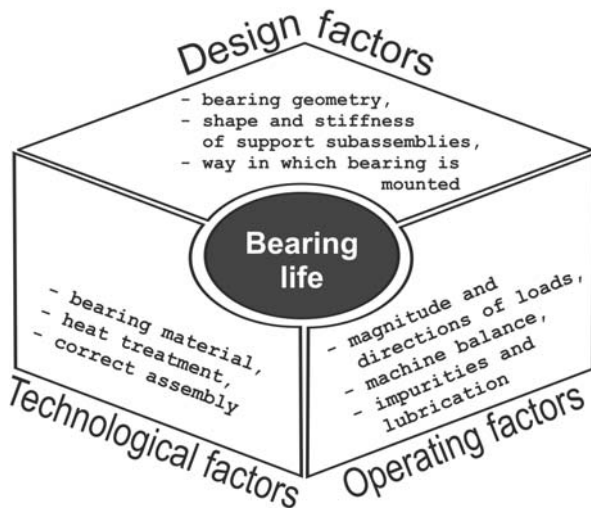 Design factors
- bearing geometry,
- shape and stiffness
of support subassemblies,
- way in which bearing is
mounted
Bearing
life
- bearing material,
- heat treatment,
- correct assembly
Technological factors
- magnitude and
directions of loads,
- machine balance,
- impurities and
lubrication
Operating factors